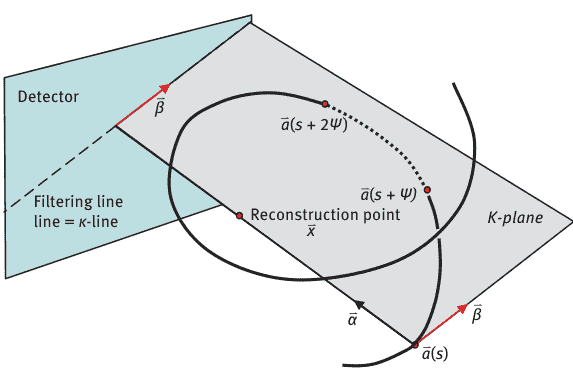 Detector
β⃗
a⃗(s + 2Ψ)
a⃗(s + Ψ)
Filtering line
line = κ-line
Reconstruction point
x⃗
K-plane
α⃗
β⃗
a⃗(s)